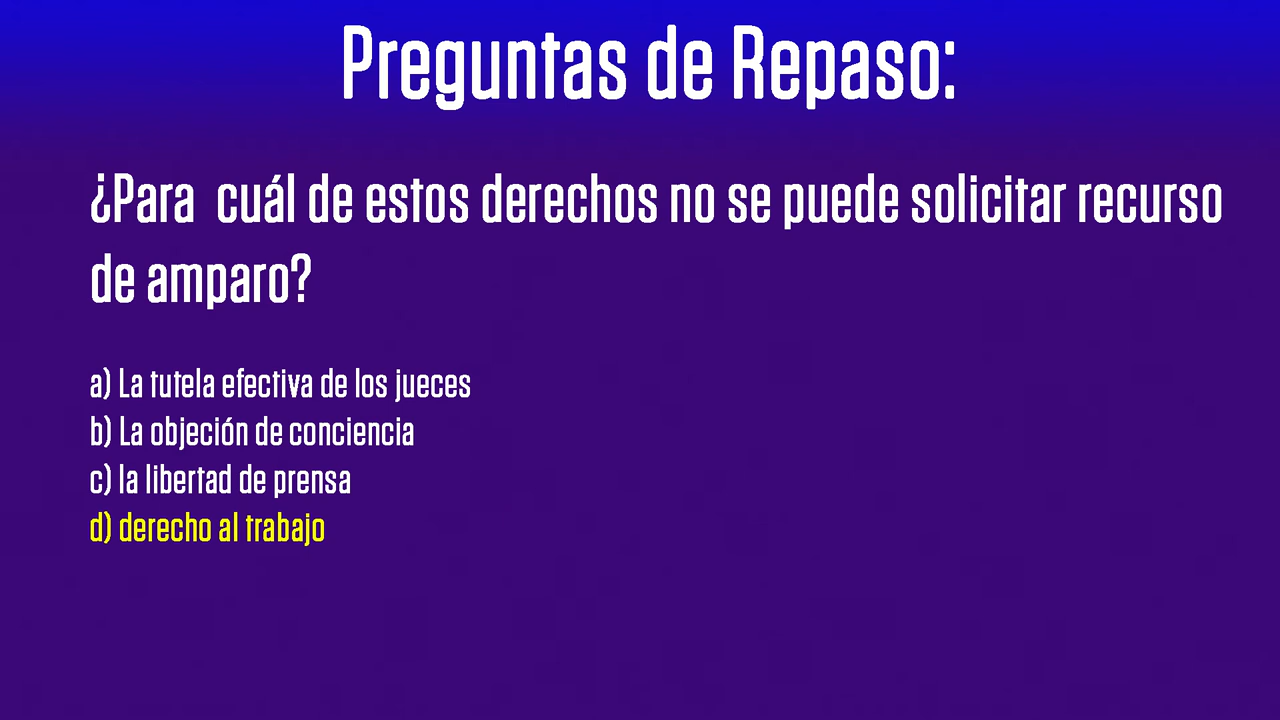 Preguntas de Repaso:
¿Para cuál de estos derechos no se puede solicitar recurso
de amparo?
a) La tutela efectiva de los jueces
b) La objeción de conciencia
c) la libertad de prensa
d) derecho al trabajo